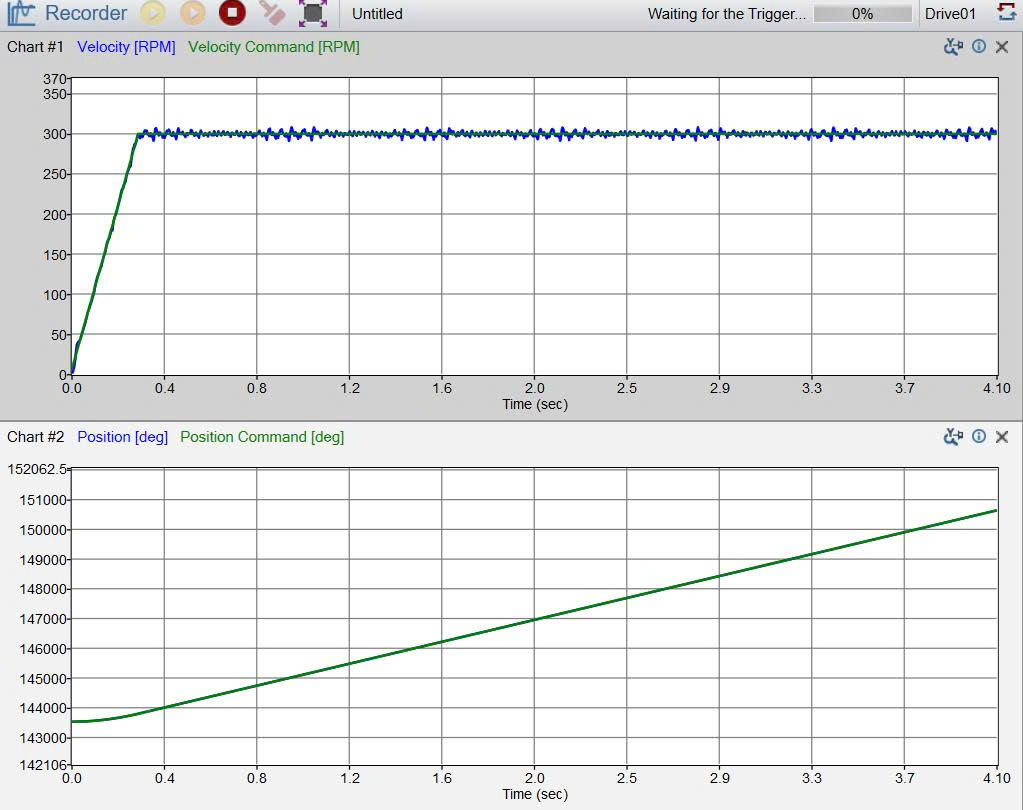 Recorder Untitled Waiting for the Trigger... 0% Drive01
Chart #1 Velocity [RPM] Velocity Command [RPM]
370
350
300
250
200
150
100
50
0
0.0 0.4 0.8 1.2 1.6 2.0 2.5 2.9 3.3 3.7 4.10
Time (sec)
Chart #2 Position [deg] Position Command [deg]
152062.5
151000
150000
149000
148000
147000
146000
145000
144000
143000
142106
0.0 0.4 0.8 1.2 1.6 2.0 2.5 2.9 3.3 3.7 4.10
Time (sec)